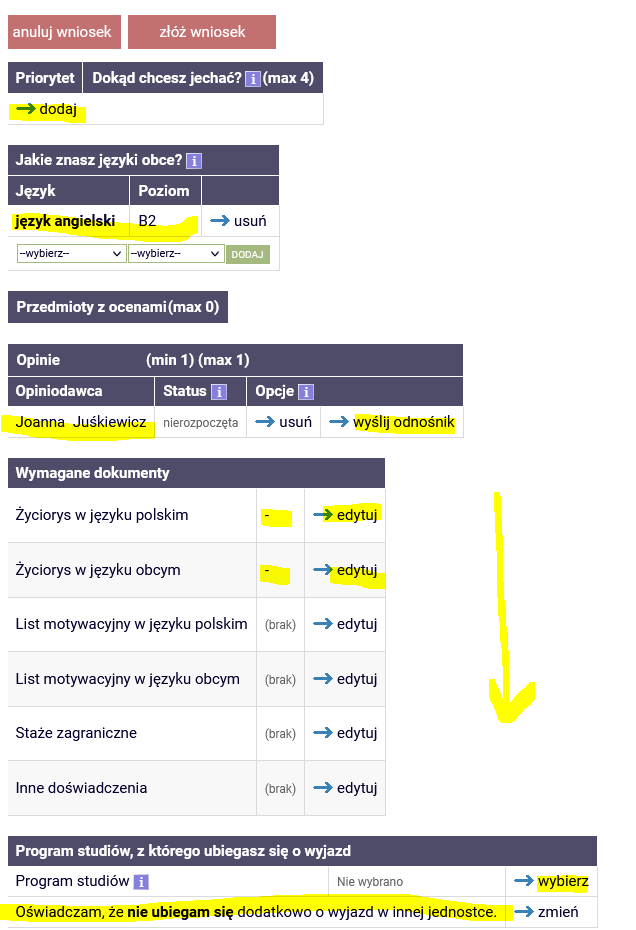 anuluj wniosek złóż wniosek
Priorytet Dokąd chcesz jechać? i (max 4)
dodaj
Jakie znasz języki obce? i
Język Poziom
język angielski B2 usuń
--wybierz-- --wybierz-- DODAJ
Przedmioty z ocenami(max 0)
Opinie (min 1) (max 1)
Opiniodawca Status i Opcje i
Joanna Juśkiewicz nierozpoczęta usuń wyślij odnośnik
Wymagane dokumenty
Życiorys w języku polskim - edytuj
Życiorys w języku obcym - edytuj
List motywacyjny w języku polskim (brak) edytuj
List motywacyjny w języku obcym (brak) edytuj
Staże zagraniczne (brak) edytuj
Inne doświadczenia (brak) edytuj
Program studiów, z którego ubiegasz się o wyjazd
Program studiów i Nie wybrano wybierz
Oświadczam, że nie ubiegam się dodatkowo o wyjazd w innej jednostce. zmień